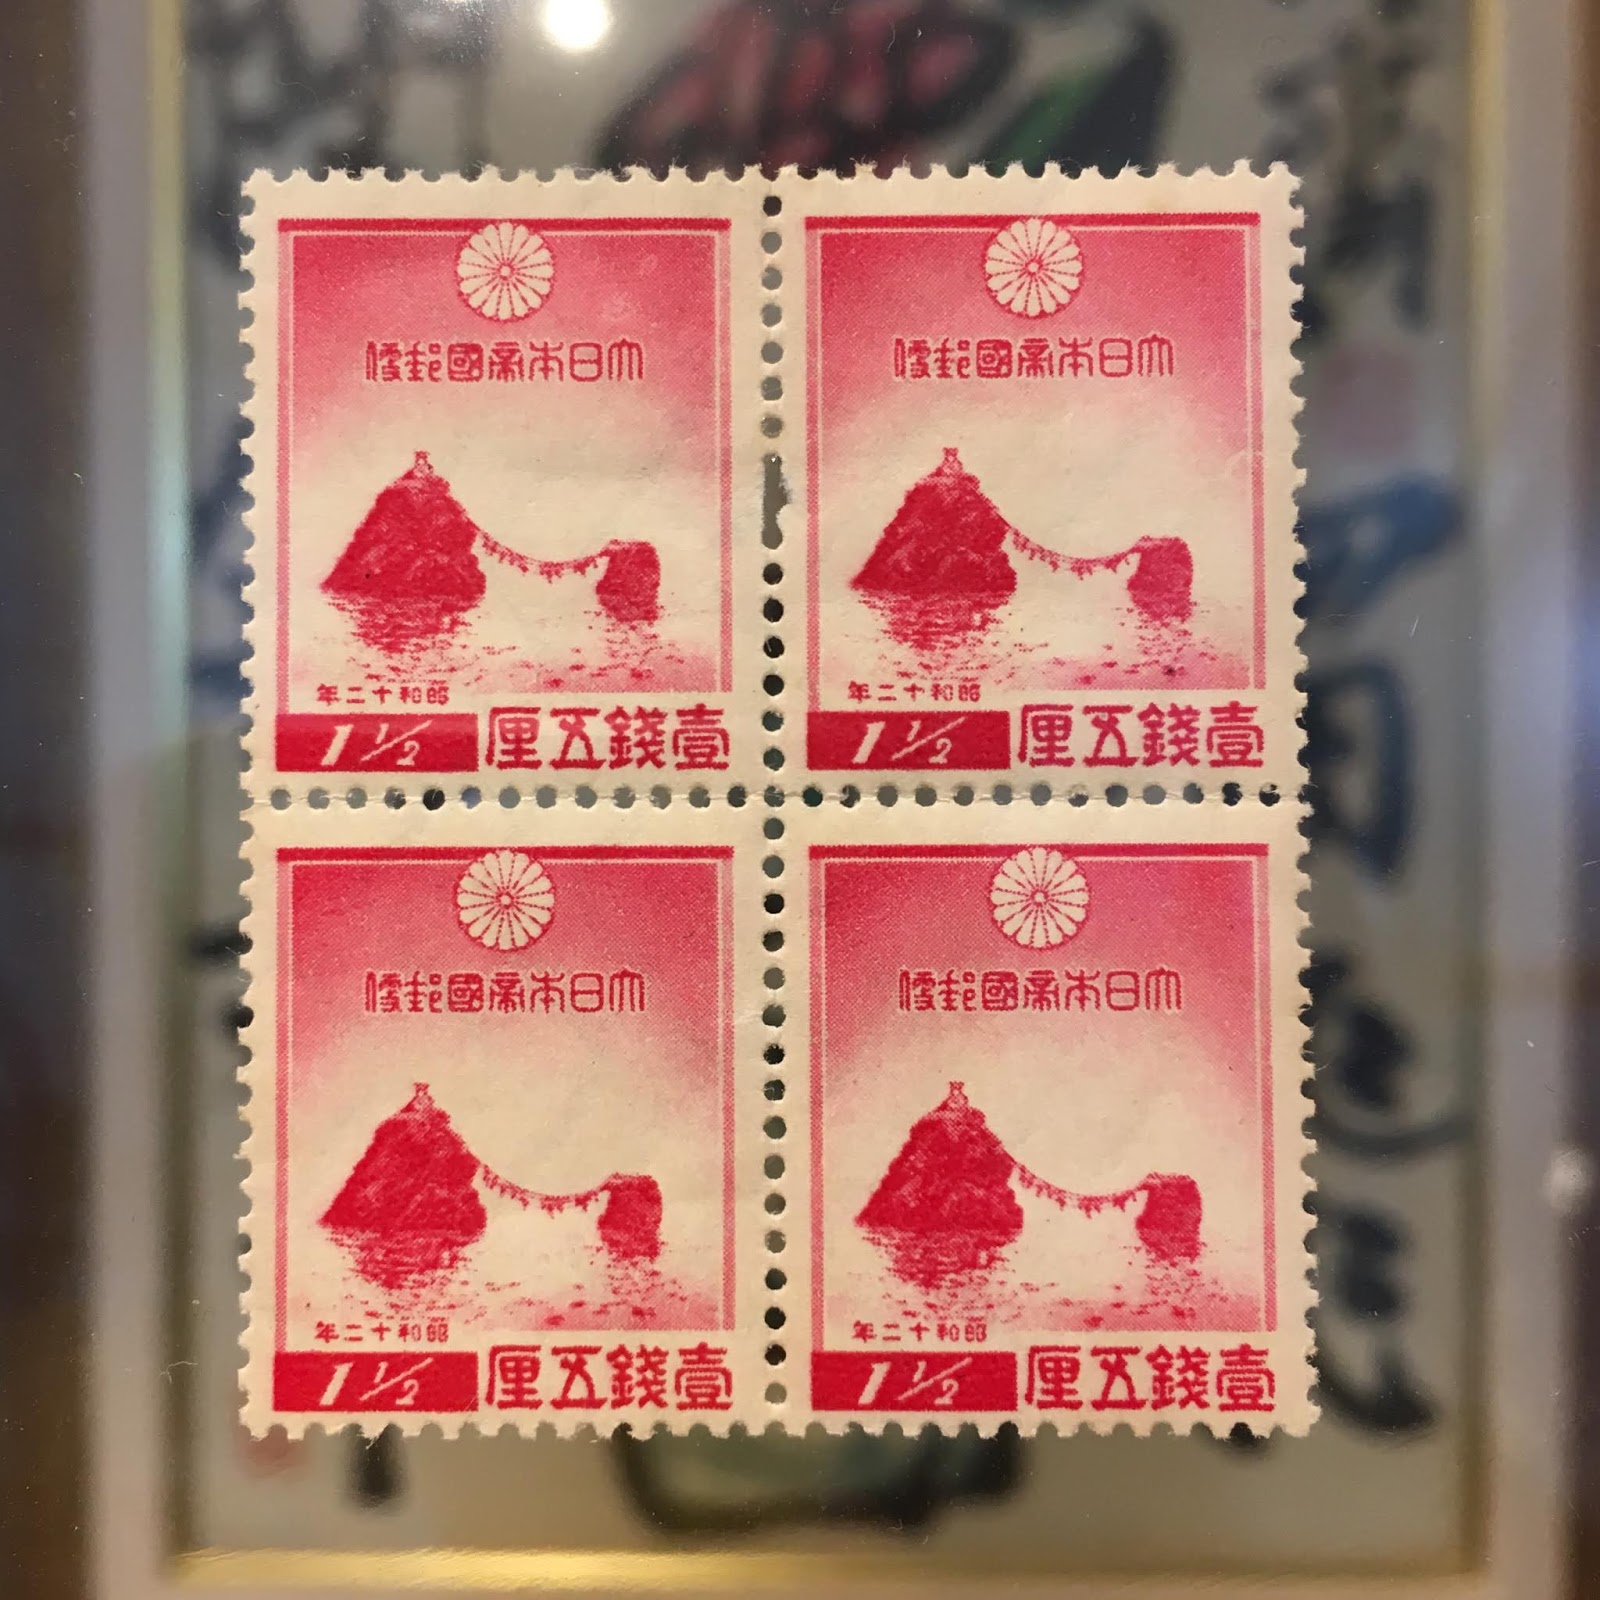 大日本帝國郵便
昭和十二年
1 1/2 壹錢五厘
大日本帝國郵便
昭和十二年
1 1/2 壹錢五厘
大日本帝國郵便
昭和十二年
1 1/2 壹錢五厘
大日本帝國郵便
昭和十二年
1 1/2 壹錢五厘